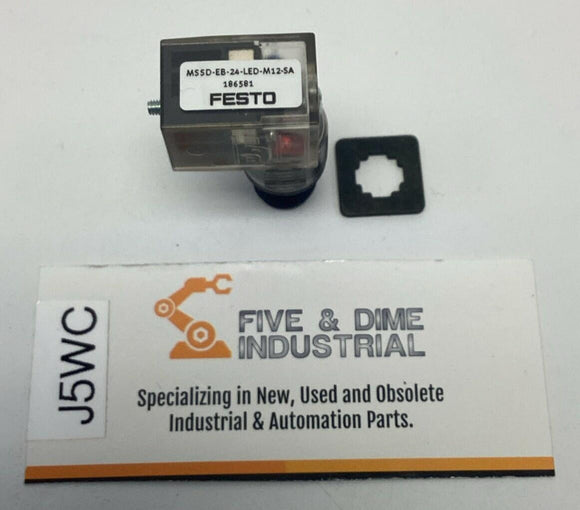 MSSD-EB-24-LED-M12-SA
186581
FESTO
J5WC
FIVE & DIME
INDUSTRIAL
Specializing in New, Used and Obsolete
Industrial & Automation Parts.